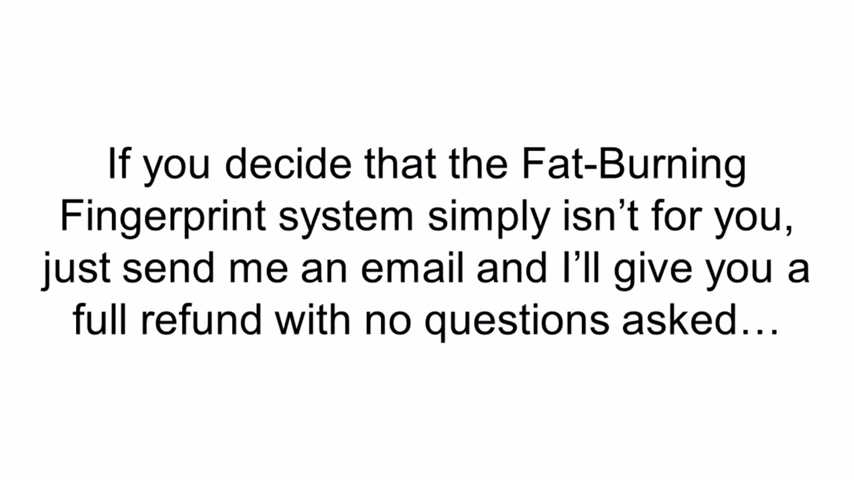 If you decide that the Fat-Burning
Fingerprint system simply isn’t for you,
just send me an email and I’ll give you a
full refund with no questions asked…